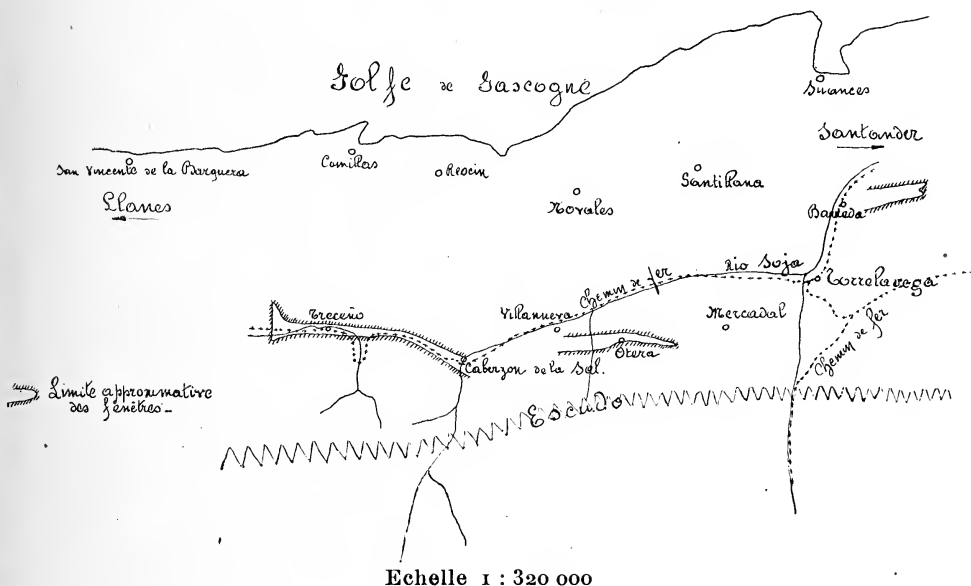 Golfe de Gascogne
Suances
Santander
San Vincente de la Barquera
Comillas
Reocin
Santillana
Llanes
Novales
Barreda
Rio Soja
Torrelavega
Chemin de fer
Treceño
Villanueva
Mercadal
Otera
Cabezon de la Sal.
Chemin de fer
Limite approximative
des fenêtres_
Escudo
Echelle 1 : 320 000